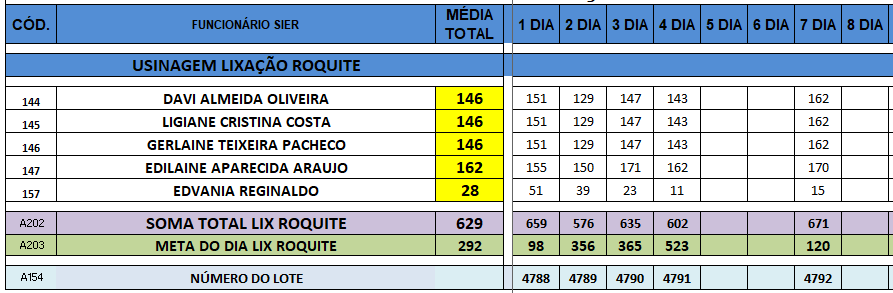 CÓD. FUNCIONÁRIO SIER MÉDIA TOTAL 1 DIA 2 DIA 3 DIA 4 DIA 5 DIA 6 DIA 7 DIA 8 DIA
USINAGEM LIXAÇÃO ROQUITE
144 DAVI ALMEIDA OLIVEIRA 146 151 129 147 143 162
145 LIGIANE CRISTINA COSTA 146 151 129 147 143 162
146 GERLAINE TEIXEIRA PACHECO 146 151 129 147 143 162
147 EDILAINE APARECIDA ARAUJO 162 155 150 171 162 170
157 EDVANIA REGINALDO 28 51 39 23 11 15
A202 SOMA TOTAL LIX ROQUITE 629 659 576 635 602 671
A203 META DO DIA LIX ROQUITE 292 98 356 365 523 120
A154 NÚMERO DO LOTE 4788 4789 4790 4791 4792